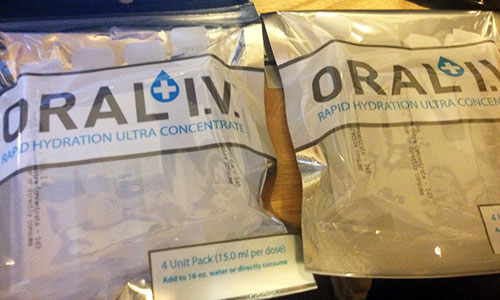 ORAL I.V.
RAPID HYDRATION ULTRA CONCENTRATE
4 Unit Pack (15.0 ml per dose)
Add to 16 oz. water or directly consume
ORAL I.V.
RAPID HYDRATION ULTRA CONCENTRATE